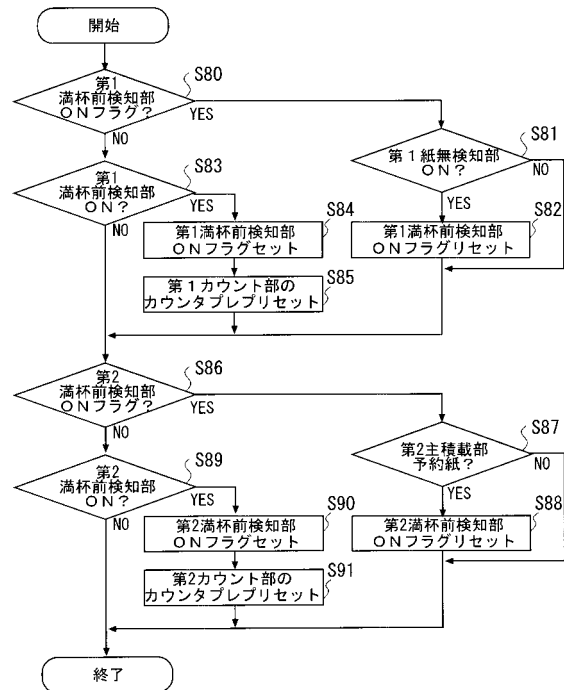 開始
第1
満杯前検知部
ONフラグ?
S80
YES
NO
第1紙無検知部
ON?
S81
NO
YES
第1
満杯前検知部
ON?
S83
YES
NO
第1満杯前検知部
ONフラグセット
S84
第1満杯前検知部
ONフラグリセット
S82
第1カウント部の
カウンタプレプリセット
S85
第2
満杯前検知部
ONフラグ?
S86
YES
NO
第2主積載部
予約紙?
S87
NO
YES
第2
満杯前検知部
ON?
S89
YES
NO
第2満杯前検知部
ONフラグセット
S90
第2満杯前検知部
ONフラグリセット
S88
第2カウント部の
カウンタプレプリセット
S91
終了